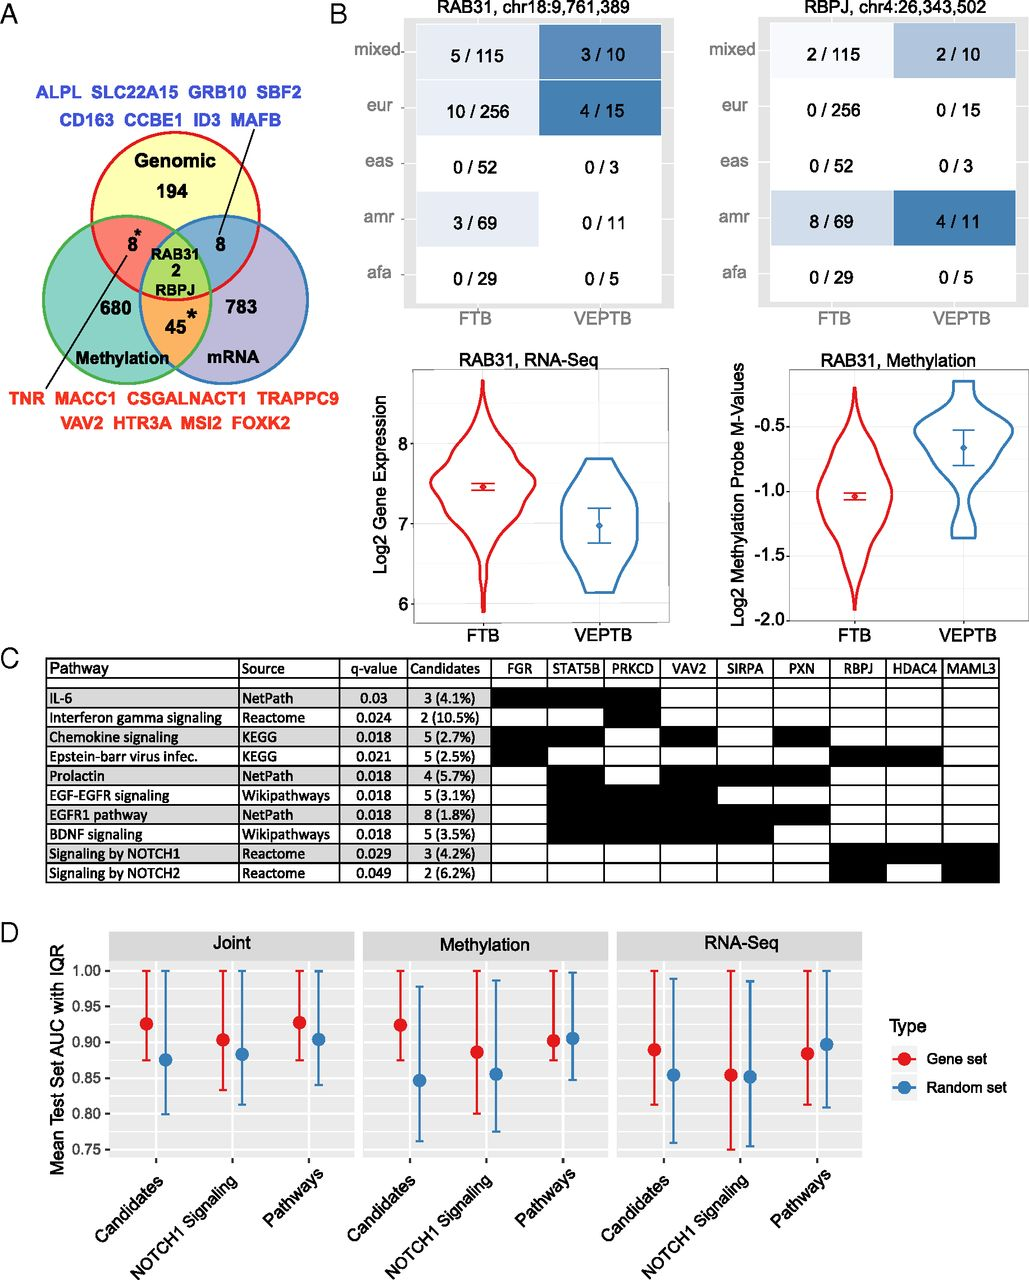 A
ALPL SLC22A15 GRB10 SBF2
CD163 CCBE1 ID3 MAFB
Genomic
194
8*
8
RAB31
2
RBPJ
680
783
45*
Methylation
mRNA
TNR MACC1 CSGALNACT1 TRAPPC9
VAV2 HTR3A MSI2 FOXK2
B
RAB31, chr18:9,761,389
mixed 5 / 115 3 / 10
eur 10 / 256 4 / 15
eas 0 / 52 0 / 3
amr 3 / 69 0 / 11
afa 0 / 29 0 / 5
FTB VEPTB
RBPJ, chr4:26,343,502
mixed 2 / 115 2 / 10
eur 0 / 256 0 / 15
eas 0 / 52 0 / 3
amr 8 / 69 4 / 11
afa 0 / 29 0 / 5
FTB VEPTB
RAB31, RNA-Seq
Log2 Gene Expression
8
7
6
FTB VEPTB
RAB31, Methylation
Log2 Methylation Probe M-Values
-0.5
-1.0
-1.5
-2.0
FTB VEPTB
C
Pathway Source q-value Candidates FGR STAT5B PRKCD VAV2 SIRPA PXN RBPJ HDAC4 MAML3
IL-6 NetPath 0.03 3 (4.1%)
Interferon gamma signaling Reactome 0.024 2 (10.5%)
Chemokine signaling KEGG 0.018 5 (2.7%)
Epstein-barr virus infec. KEGG 0.021 5 (2.5%)
Prolactin NetPath 0.018 4 (5.7%)
EGF-EGFR signaling Wikipathways 0.018 5 (3.1%)
EGFR1 pathway NetPath 0.018 8 (1.8%)
BDNF signaling Wikipathways 0.018 5 (3.5%)
Signaling by NOTCH1 Reactome 0.029 3 (4.2%)
Signaling by NOTCH2 Reactome 0.049 2 (6.2%)
D
Joint Methylation RNA-Seq
Mean Test Set AUC with IQR
1.00
0.95
0.90
0.85
0.80
0.75
Candidates NOTCH1 Signaling Pathways Candidates NOTCH1 Signaling Pathways Candidates NOTCH1 Signaling Pathways
Type
Gene set
Random set